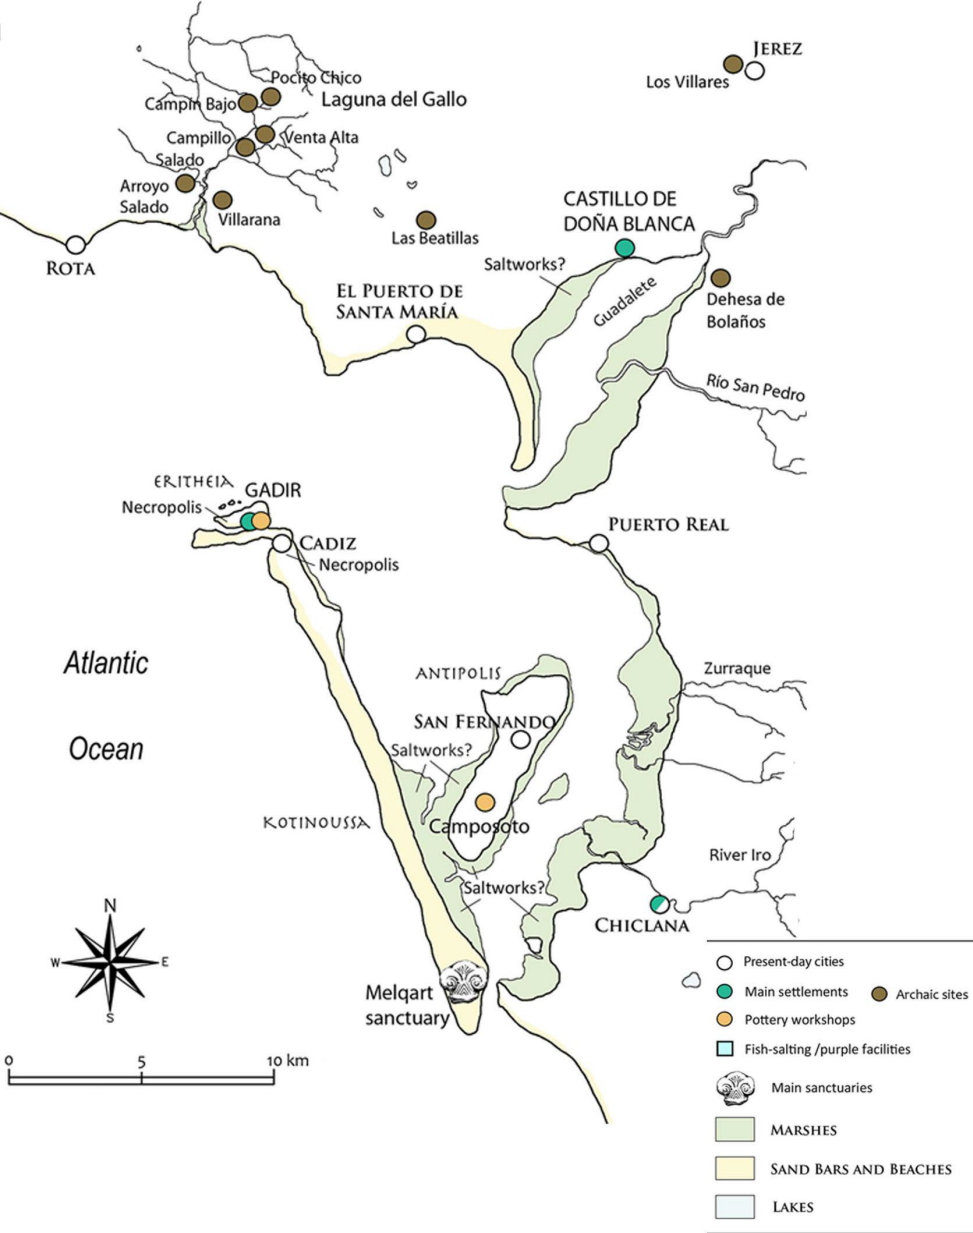 JEREZ
Los Villares
Pocito Chico
Campín Bajo
Laguna del Gallo
Campillo
Venta Alta
Salado
Arroyo
Salado
Villarana
Las Beatillas
CASTILLO DE
DOÑA BLANCA
ROTA
Saltworks?
Guadalete
EL PUERTO DE
SANTA MARÍA
Dehesa de
Bolaños
Río San Pedro
ERITHEIA
GADIR
Necropolis
CADIZ
Necropolis
PUERTO REAL
Atlantic
Ocean
ANTIPOLIS
Zurraque
SAN FERNANDO
Saltworks?
KOTINOUSSA
Camposoto
River Iro
Saltworks?
CHICLANA
N
W
E
S
Melqart
sanctuary
0 5 10 km
Present-day cities
Main settlements
Archaic sites
Pottery workshops
Fish-salting /purple facilities
Main sanctuaries
MARSHES
SAND BARS AND BEACHES
LAKES